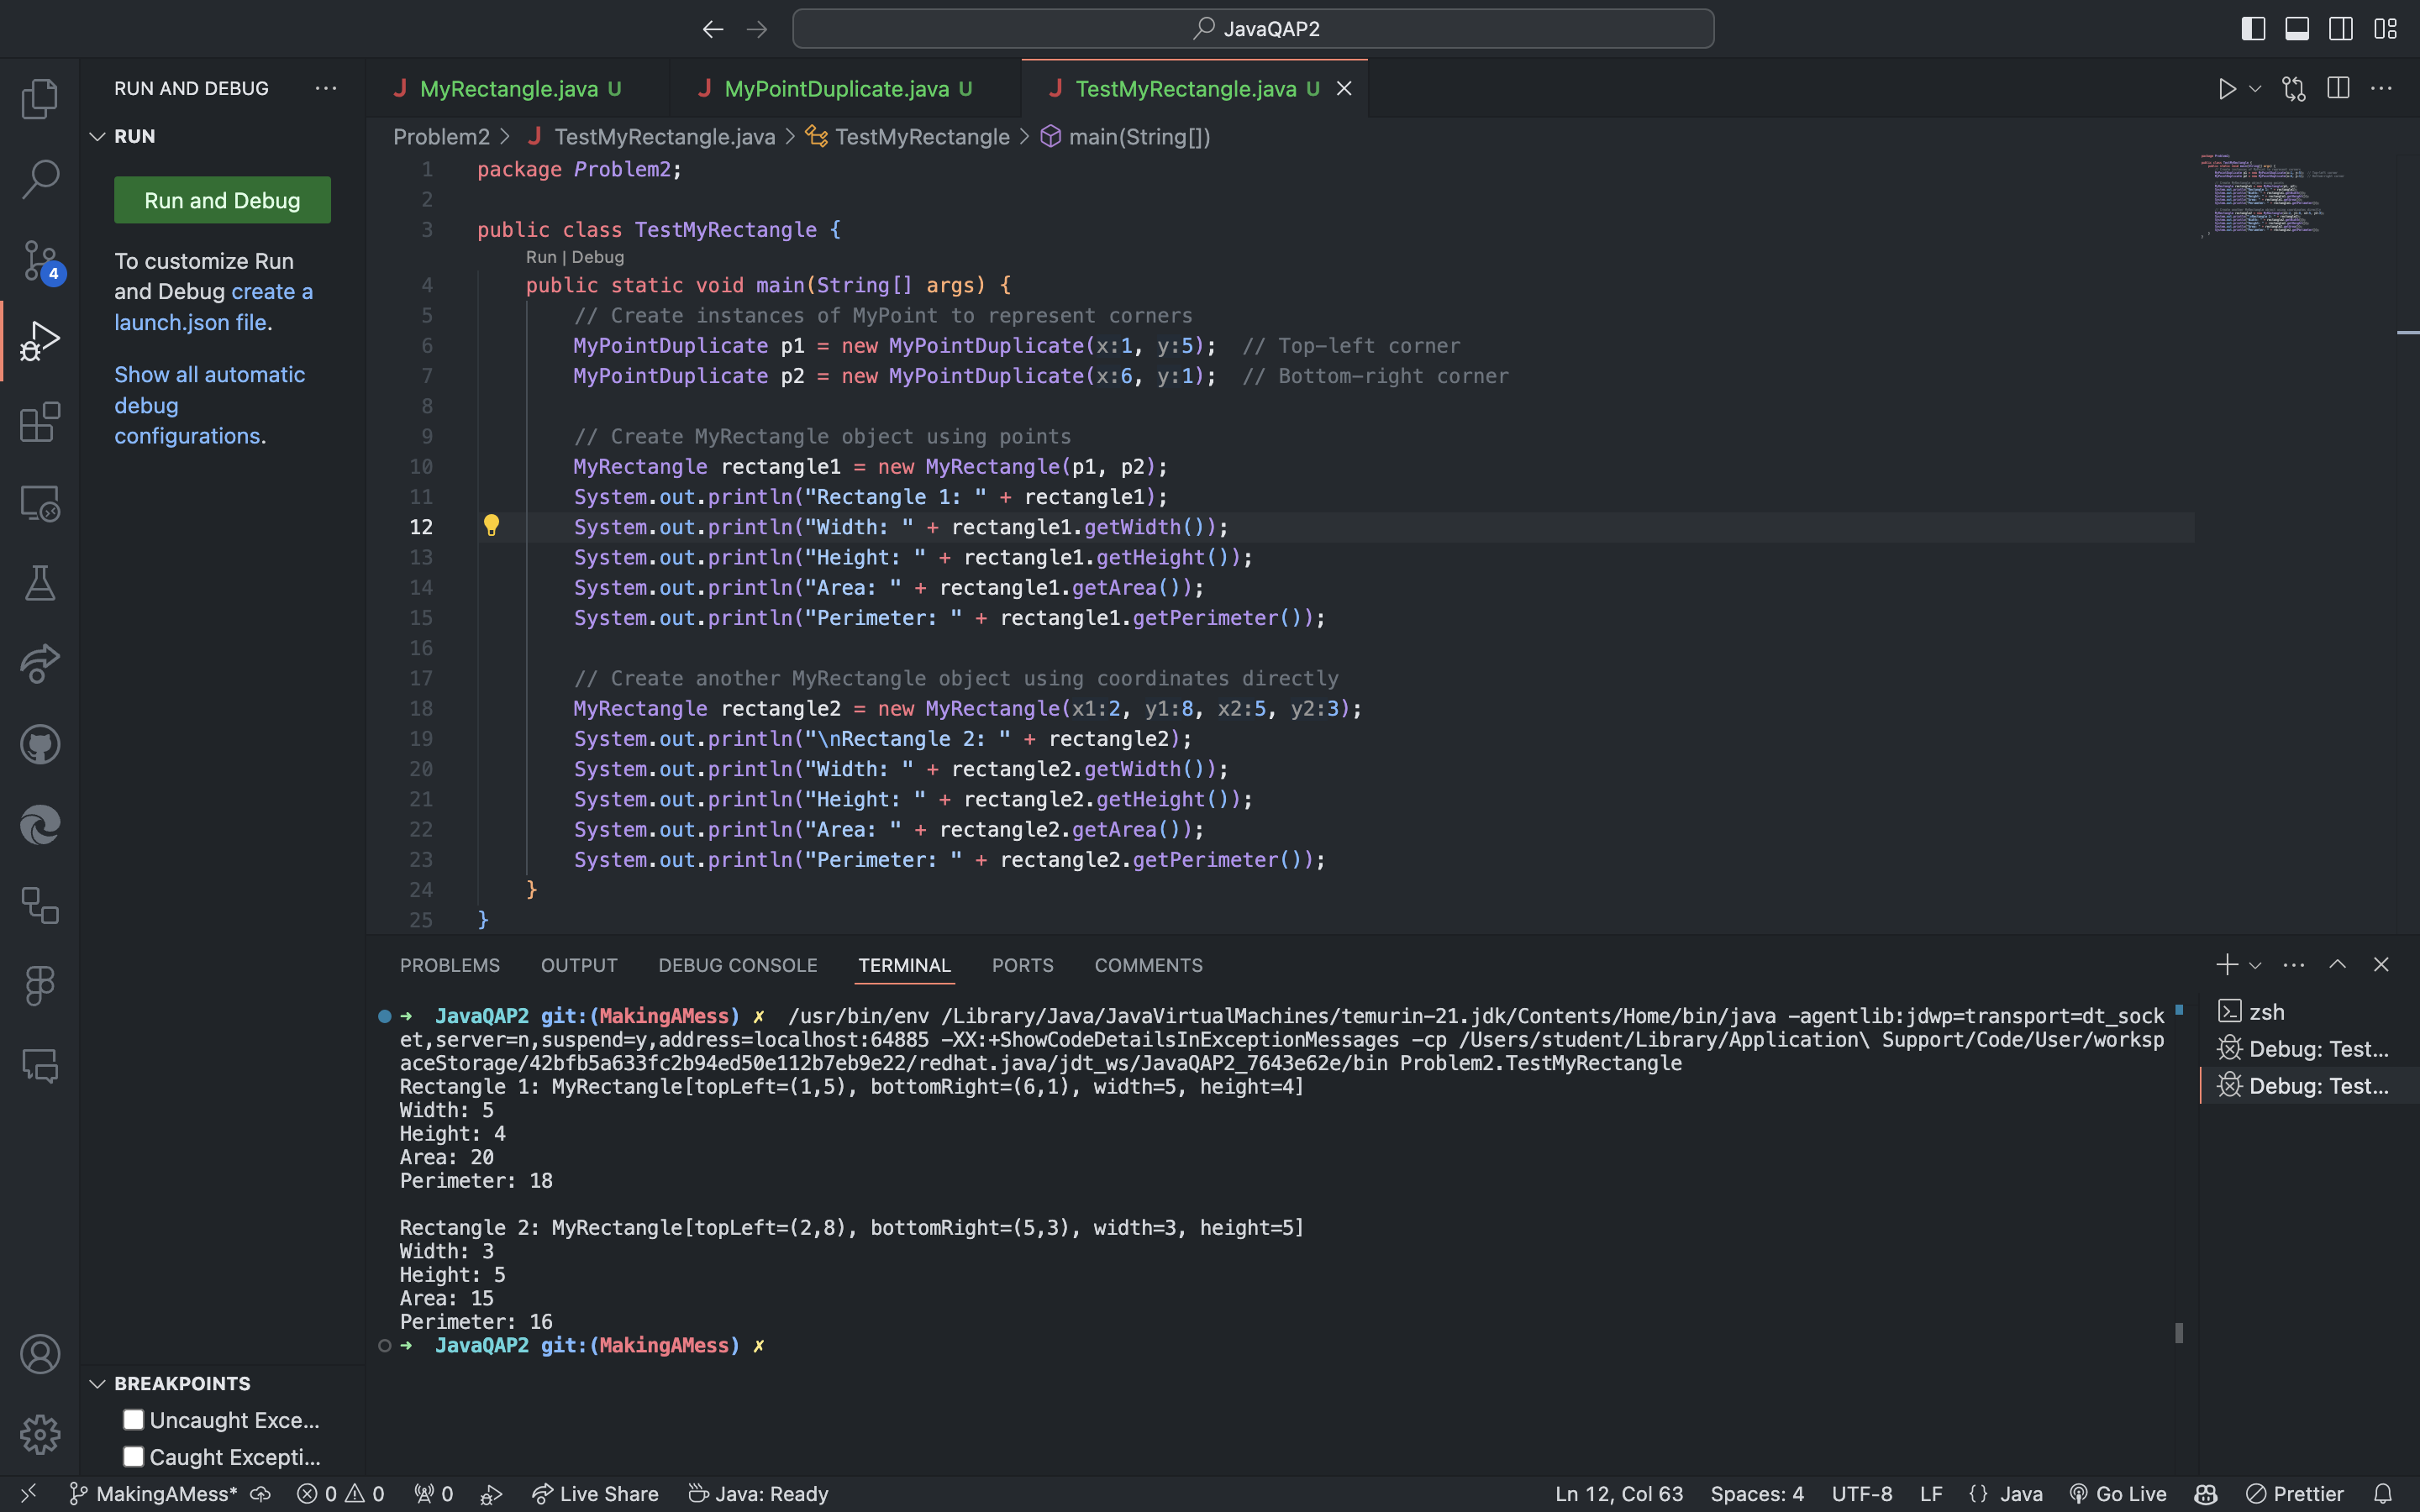 JavaQAP2
RUN AND DEBUG
MyRectangle.java U
MyPointDuplicate.java U
TestMyRectangle.java U
RUN
Problem2 > TestMyRectangle.java > TestMyRectangle > main(String[])
Run and Debug
To customize Run
and Debug create a
launch.json file.
Show all automatic
debug
configurations.
1 package Problem2;
2
3 public class TestMyRectangle {
Run | Debug
4 public static void main(String[] args) {
5 // Create instances of MyPoint to represent corners
6 MyPointDuplicate p1 = new MyPointDuplicate(x:1, y:5); // Top-left corner
7 MyPointDuplicate p2 = new MyPointDuplicate(x:6, y:1); // Bottom-right corner
8
9 // Create MyRectangle object using points
10 MyRectangle rectangle1 = new MyRectangle(p1, p2);
11 System.out.println("Rectangle 1: " + rectangle1);
12 System.out.println("Width: " + rectangle1.getWidth());
13 System.out.println("Height: " + rectangle1.getHeight());
14 System.out.println("Area: " + rectangle1.getArea());
15 System.out.println("Perimeter: " + rectangle1.getPerimeter());
16
17 // Create another MyRectangle object using coordinates directly
18 MyRectangle rectangle2 = new MyRectangle(x1:2, y1:8, x2:5, y2:3);
19 System.out.println("\nRectangle 2: " + rectangle2);
20 System.out.println("Width: " + rectangle2.getWidth());
21 System.out.println("Height: " + rectangle2.getHeight());
22 System.out.println("Area: " + rectangle2.getArea());
23 System.out.println("Perimeter: " + rectangle2.getPerimeter());
24 }
25 }
4
PROBLEMS OUTPUT DEBUG CONSOLE TERMINAL PORTS COMMENTS
➜ JavaQAP2 git:(MakingAMess) ✗ /usr/bin/env /Library/Java/JavaVirtualMachines/temurin-21.jdk/Contents/Home/bin/java -agentlib:jdwp=transport=dt_sock
et,server=n,suspend=y,address=localhost:64885 -XX:+ShowCodeDetailsInExceptionMessages -cp /Users/student/Library/Application\ Support/Code/User/worksp
aceStorage/42bfb5a633fc2b94ed50e112b7eb9e22/redhat.java/jdt_ws/JavaQAP2_7643e62e/bin Problem2.TestMyRectangle
Rectangle 1: MyRectangle[topLeft=(1,5), bottomRight=(6,1), width=5, height=4]
Width: 5
Height: 4
Area: 20
Perimeter: 18

Rectangle 2: MyRectangle[topLeft=(2,8), bottomRight=(5,3), width=3, height=5]
Width: 3
Height: 5
Area: 15
Perimeter: 16
➜ JavaQAP2 git:(MakingAMess) ✗
zsh
Debug: Test...
Debug: Test...
BREAKPOINTS
Uncaught Exce...
Caught Excepti...
MakingAMess* 0 0 0 Live Share Java: Ready Ln 12, Col 63 Spaces: 4 UTF-8 LF {} Java Go Live Prettier